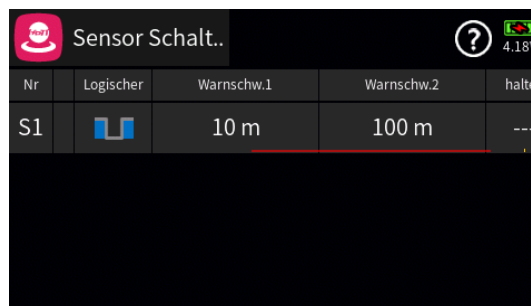 Sensor Schalt..
?
4.18
Nr Logischer Warnschw.1 Warnschw.2 halte
S1 10 m 100 m ---